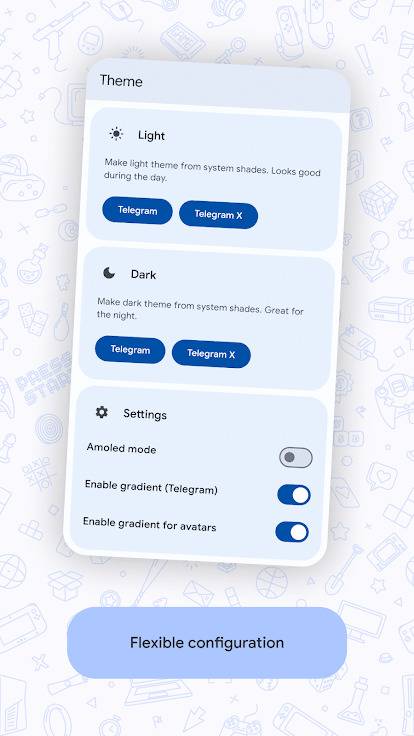 Theme
Light
Make light theme from system shades. Looks good
during the day.
Telegram
Telegram X
Dark
Make dark theme from system shades. Great for
the night.
Telegram
Telegram X
Settings
Amoled mode
Enable gradient (Telegram)
Enable gradient for avatars
PRESS
START
Flexible configuration